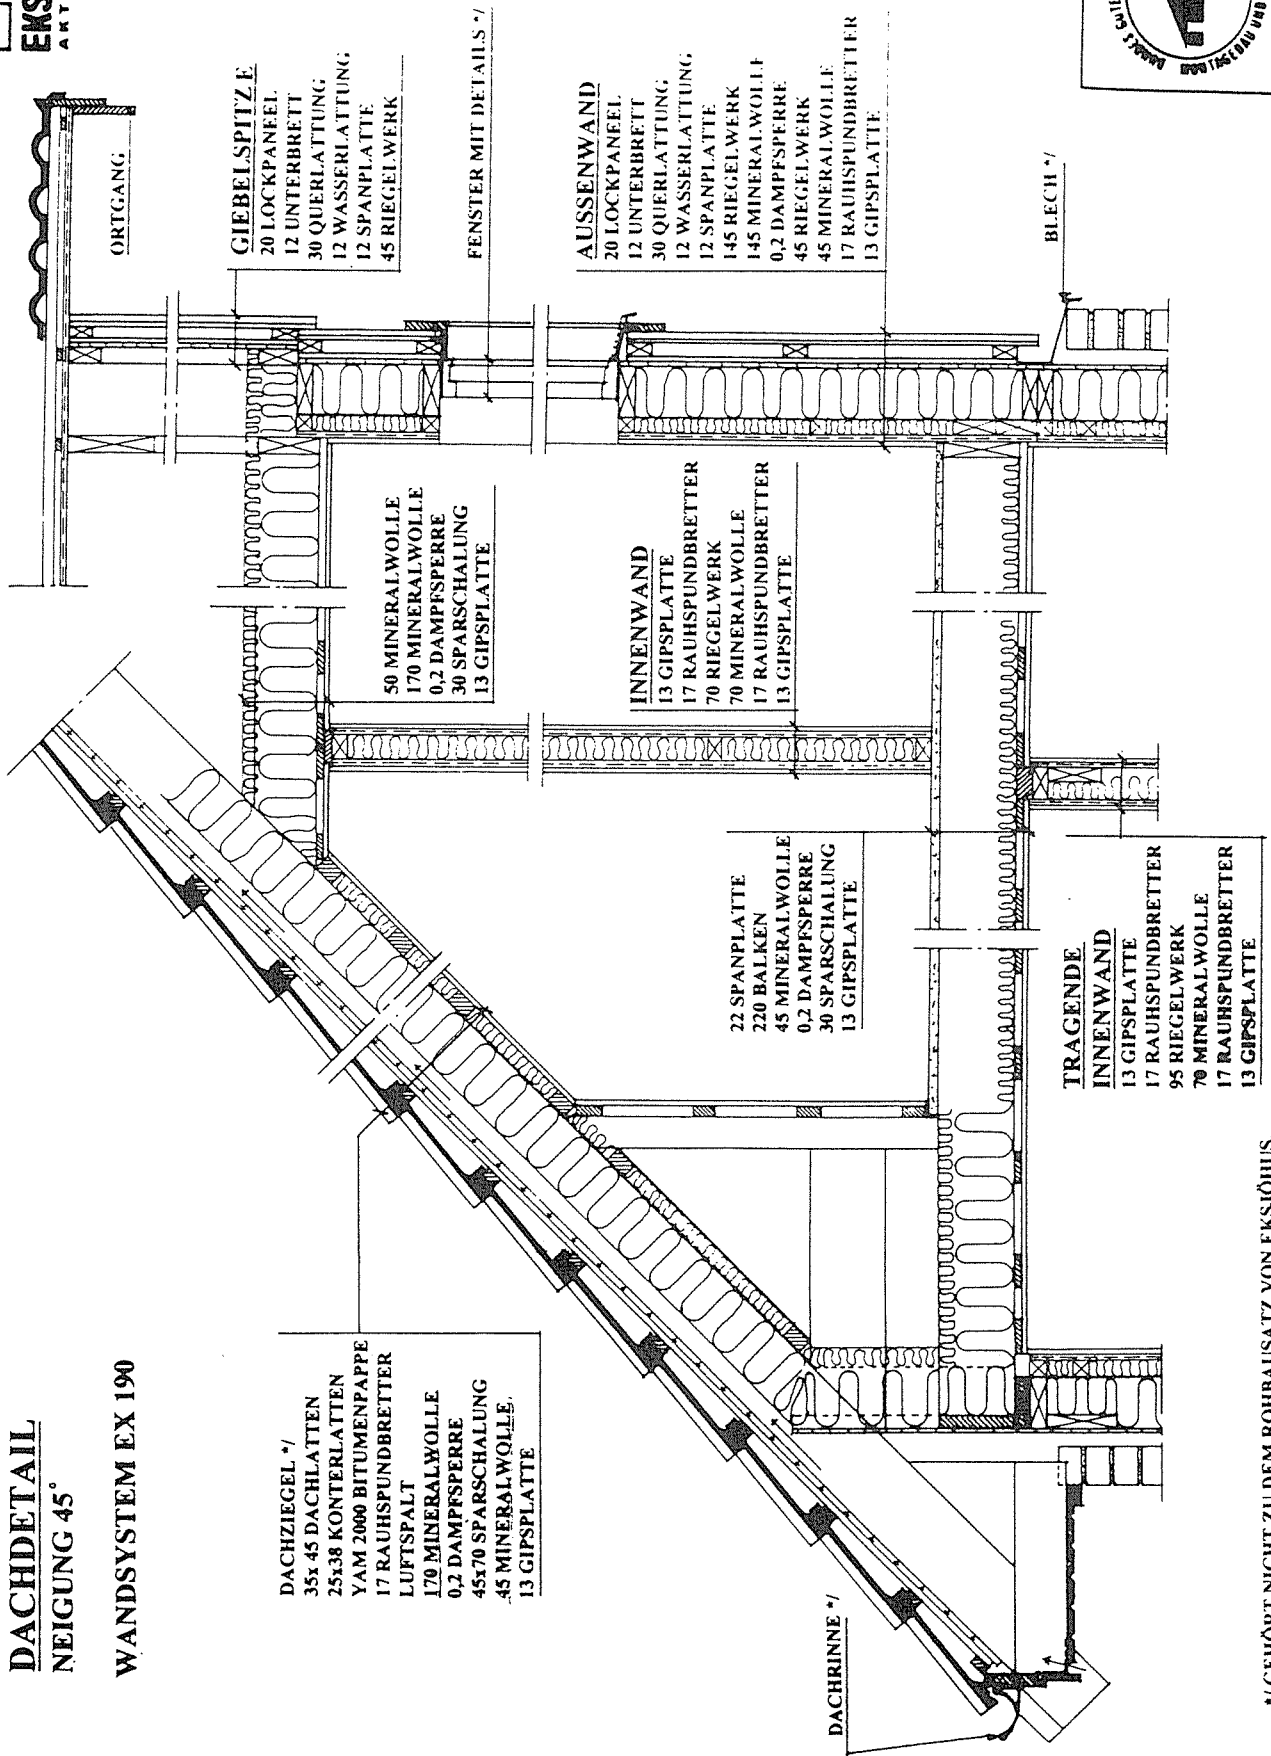 DACHDETAIL
NEIGUNG 45°
WANDSYSTEM EX 190
EKS
AKT
ORTGANG
GIEBELSPITZE
20 LOCKPANEEL
12 UNTERBRETT
30 QUERLATTUNG
12 WASSERLATTUNG
12 SPANPLATTE
45 RIEGELWERK
FENSTER MIT DETAILS */
AUSSENWAND
20 LOCKPANEEL
12 UNTERBRETT
30 QUERLATTUNG
12 WASSERLATTUNG
12 SPANPLATTE
145 RIEGELWERK
145 MINERALWOLLE
0,2 DAMPFSPERRE
45 RIEGELWERK
45 MINERALWOLLE
17 RAUHSPUNDBRETTER
13 GIPSPLATTE
BLECH */
50 MINERALWOLLE
170 MINERALWOLLE
0,2 DAMPFSPERRE
30 SPARSCHALUNG
13 GIPSPLATTE
INNENWAND
13 GIPSPLATTE
17 RAUHSPUNDBRETTER
70 RIEGELWERK
70 MINERALWOLLE
17 RAUHSPUNDBRETTER
13 GIPSPLATTE
22 SPANPLATTE
220 BALKEN
45 MINERALWOLLE
0,2 DAMPFSPERRE
30 SPARSCHALUNG
13 GIPSPLATTE
TRAGENDE
INNENWAND
13 GIPSPLATTE
17 RAUHSPUNDBRETTER
95 RIEGELWERK
70 MINERALWOLLE
17 RAUHSPUNDBRETTER
13 GIPSPLATTE
DACHZIEGEL */
35x 45 DACHLATTEN
25x38 KONTERLATTEN
YAM 2000 BITUMENPAPPE
17 RAUHSPUNDBRETTER
LUFTSPALT
170 MINERALWOLLE
0,2 DAMPFSPERRE
45x70 SPARSCHALUNG
45 MINERALWOLLE
13 GIPSPLATTE
DACHRINNE */
*/ GEHÖRT NICHT ZU DEM ROHBAUSATZ VON EKSJÖHUS